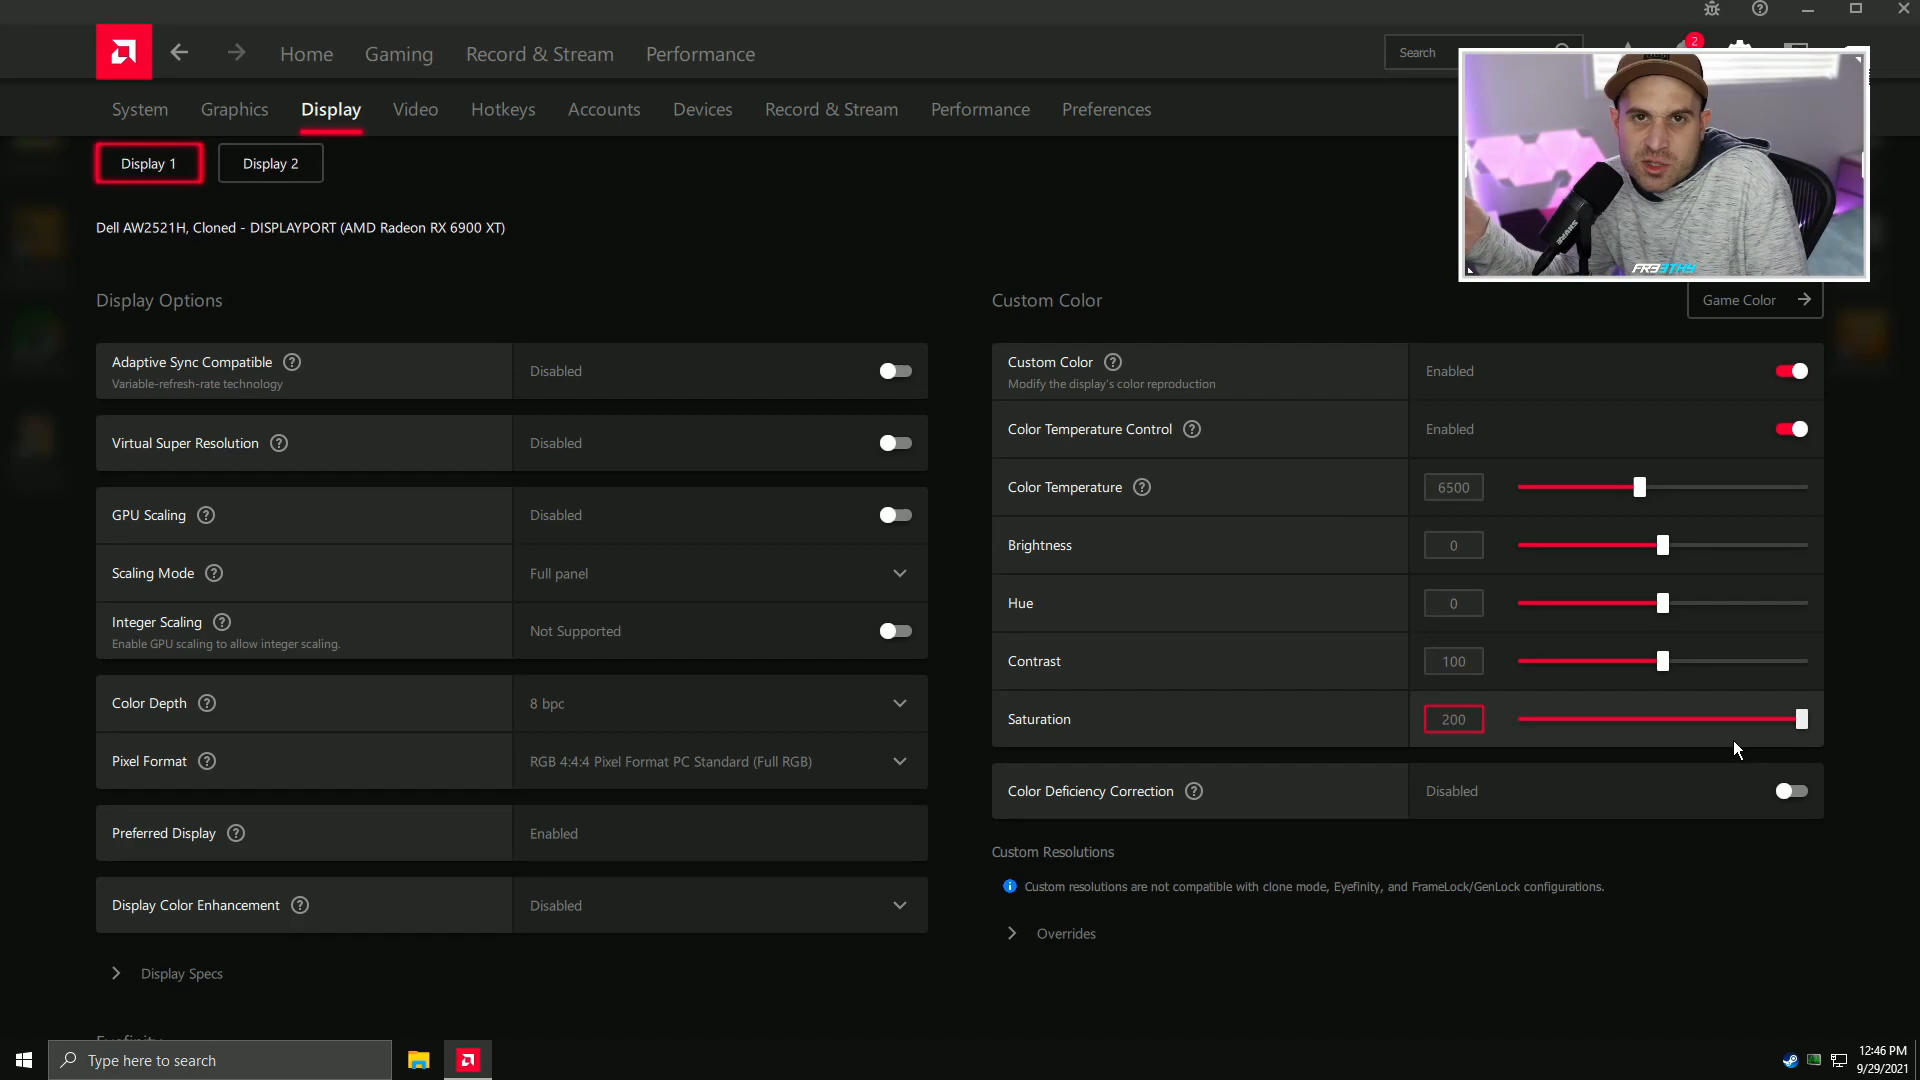 Home Gaming Record & Stream Performance
Search
2
System Graphics Display Video Hotkeys Accounts Devices Record & Stream Performance Preferences
Display 1 Display 2
Dell AW2521H, Cloned - DISPLAYPORT (AMD Radeon RX 6900 XT)
FR33THY
Display Options
Adaptive Sync Compatible
Variable-refresh-rate technology
Disabled
Virtual Super Resolution
Disabled
GPU Scaling
Disabled
Scaling Mode
Full panel
Integer Scaling
Enable GPU scaling to allow integer scaling.
Not Supported
Color Depth
8 bpc
Pixel Format
RGB 4:4:4 Pixel Format PC Standard (Full RGB)
Preferred Display
Enabled
Display Color Enhancement
Disabled
Display Specs
Eyefinity
Custom Color
Game Color
Custom Color
Modify the display's color reproduction
Enabled
Color Temperature Control
Enabled
Color Temperature
6500
Brightness
0
Hue
0
Contrast
100
Saturation
200
Color Deficiency Correction
Disabled
Custom Resolutions
Custom resolutions are not compatible with clone mode, Eyefinity, and FrameLock/GenLock configurations.
Overrides
Type here to search
12:46 PM
9/29/2021